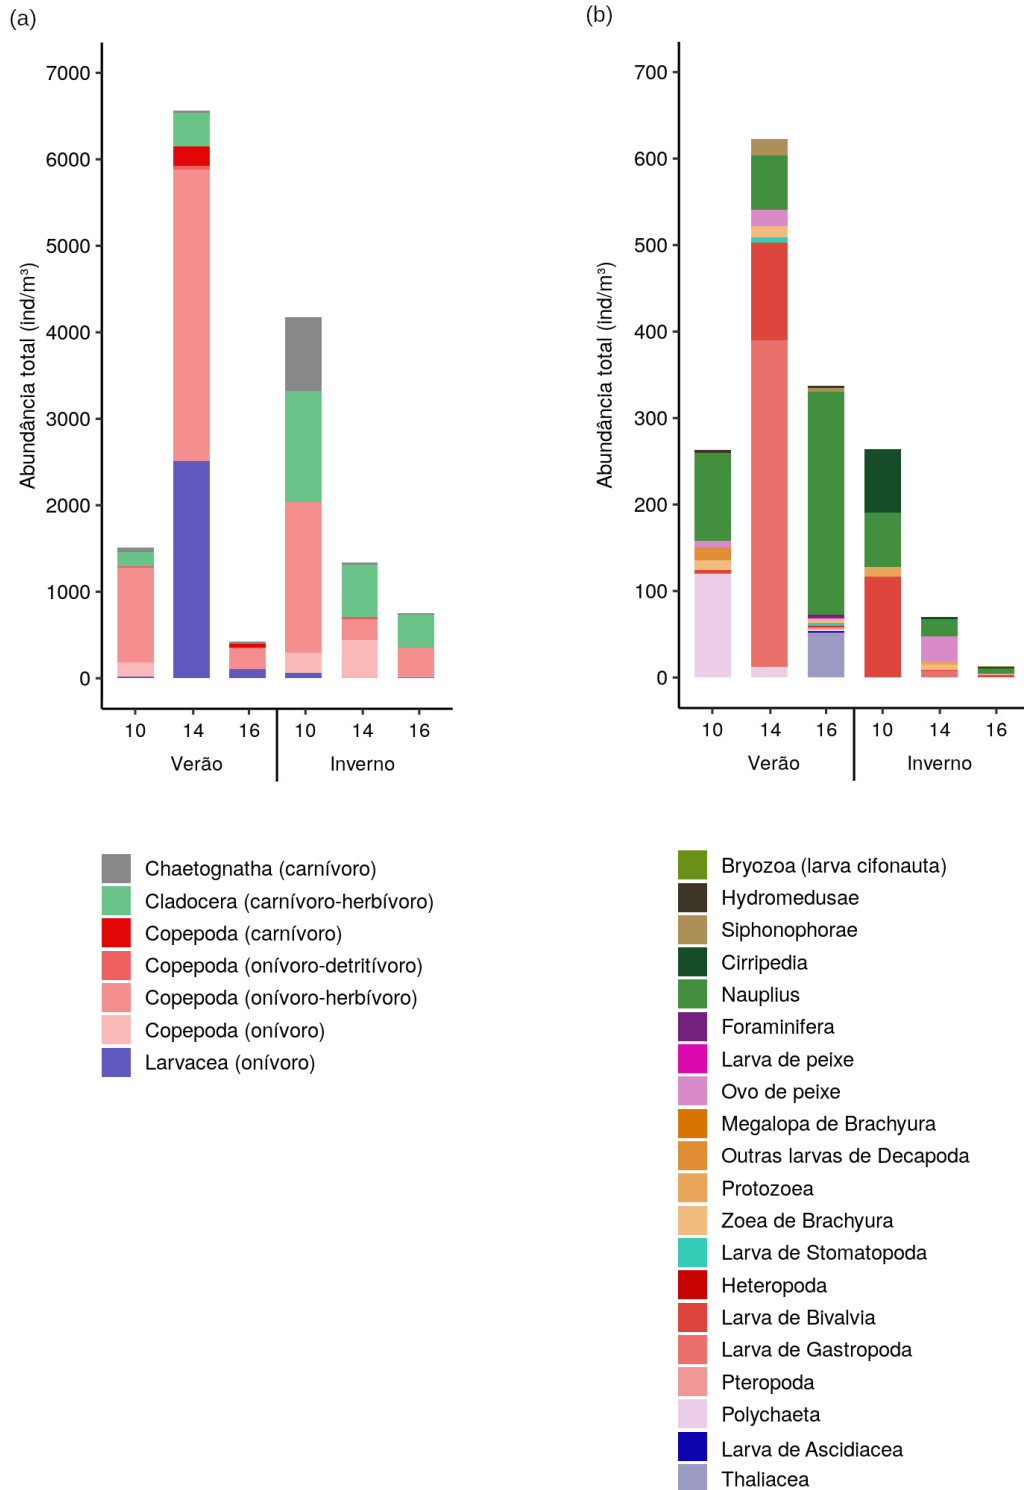 (a)
7000
6000
5000
4000
3000
2000
1000
0
Abundância total (ind/m³)
10 14 16 10 14 16
Verão Inverno
Chaetognatha (carnívoro)
Cladocera (carnívoro-herbívoro)
Copepoda (carnívoro)
Copepoda (onívoro-detritívoro)
Copepoda (onívoro-herbívoro)
Copepoda (onívoro)
Larvacea (onívoro)
(b)
700
600
500
400
300
200
100
0
Abundância total (ind/m³)
10 14 16 10 14 16
Verão Inverno
Bryozoa (larva cifonauta)
Hydromedusae
Siphonophorae
Cirripedia
Nauplius
Foraminifera
Larva de peixe
Ovo de peixe
Megalopa de Brachyura
Outras larvas de Decapoda
Protozoea
Zoea de Brachyura
Larva de Stomatopoda
Heteropoda
Larva de Bivalvia
Larva de Gastropoda
Pteropoda
Polychaeta
Larva de Ascidiacea
Thaliacea